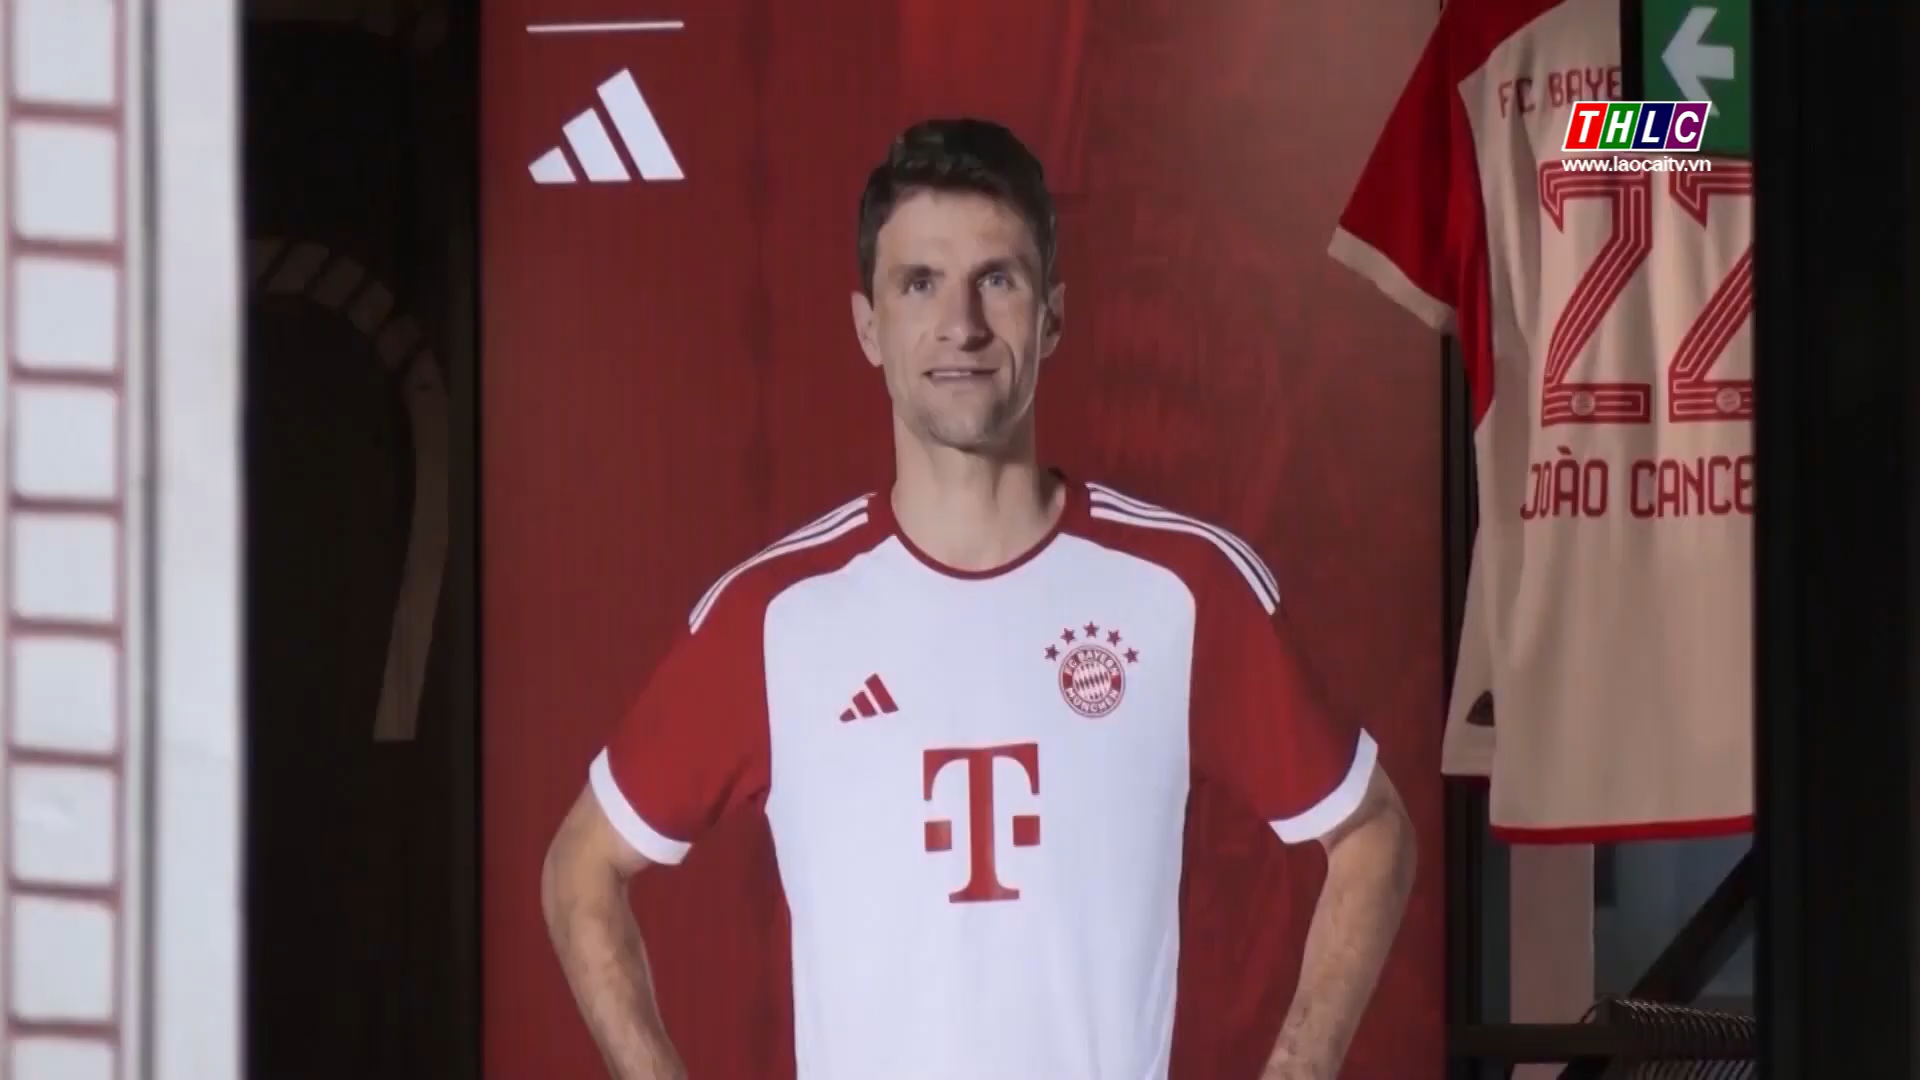 FC BAYE
THLC
www.laocaitv.vn
22
JOÃO CANCE
FC BAYERN
MÜNCHEN
T